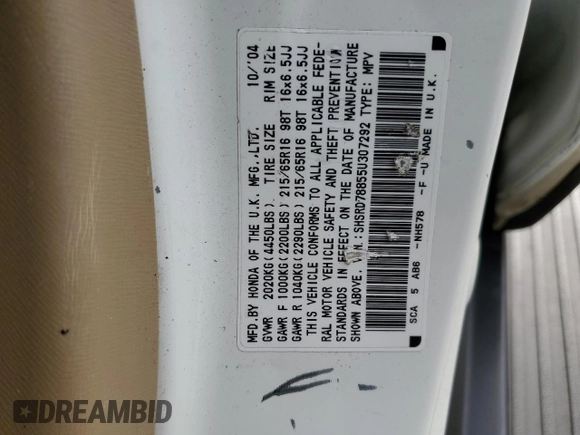 MFD.BY HONDA OF THE U.K. MFG.,LTD. 10/'04
GVWR 2020KG(4450LBS). TIRE SIZE RIM SIZE
GAWR F 1000KG(2200LBS)215/65R16 98T 16x6.5JJ
GAWR R 1040KG(2290LBS)215/65R16 98T 16x6.5JJ
THIS VEHICLE CONFORMS TO ALL APPLICABLE FEDE-
RAL MOTOR VEHICLE SAFETY AND THEFT PREVENTION
STANDARDS IN EFFECT ON THE DATE OF MANUFACTURE
SHOWN ABOVE. V.I.N.:SHSRD78855U307292 TYPE: MPV
SCA 5 AB6 -NH578 -F -U MADE IN U.K.
DREAMBID